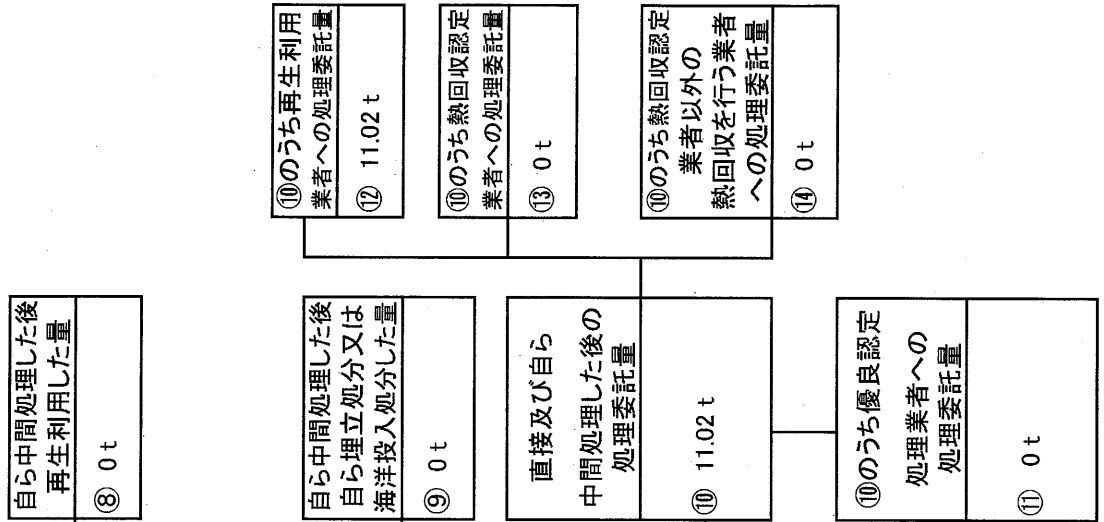 自ら中間処理した後
再生利用した量
⑧ 0 t
自ら中間処理した後
自ら埋立処分又は
海洋投入処分した量
⑨ 0 t
直接及び自ら
中間処理した後の
処理委託量
⑩ 11.02 t
⑩のうち優良認定
処理業者への
処理委託量
⑪ 0 t
⑩のうち再生利用
業者への処理委託量
⑫ 11.02 t
⑩のうち熱回収認定
業者への処理委託量
⑬ 0 t
⑩のうち熱回収認定
業者以外の
熱回収を行う業者
への処理委託量
⑭ 0 t